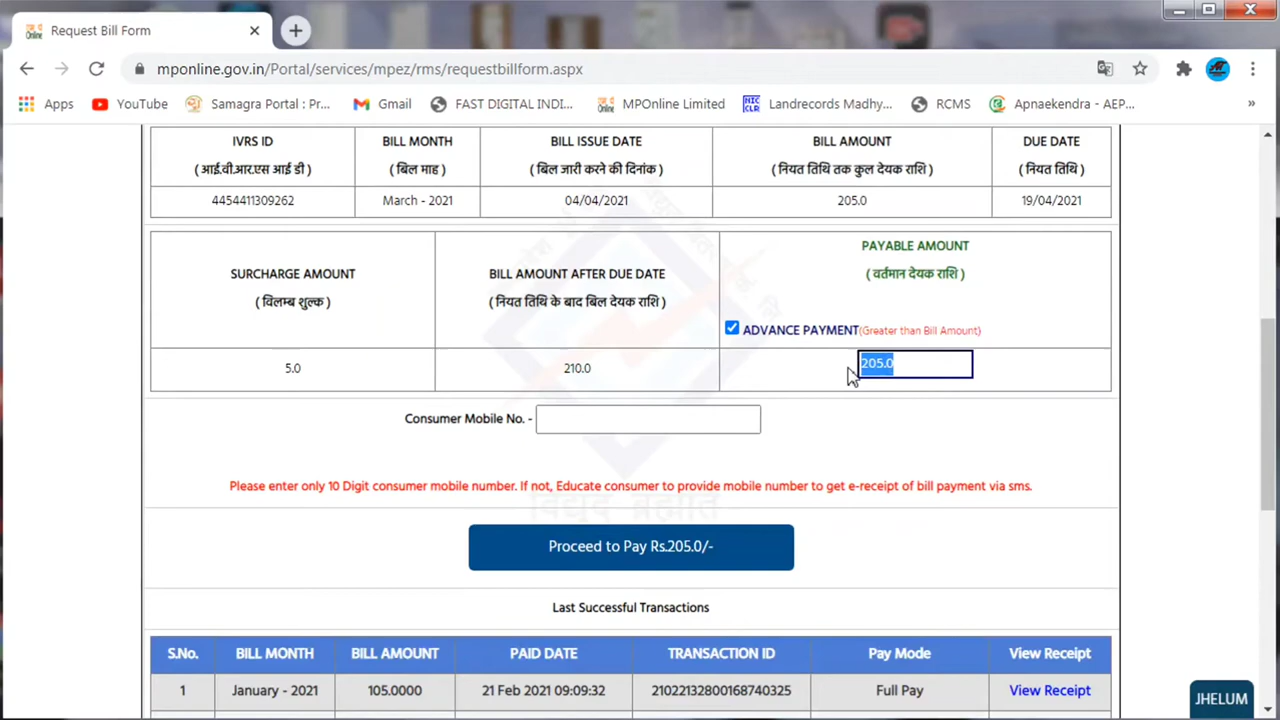 Request Bill Form
mponline.gov.in/Portal/services/mpez/rms/requestbillform.aspx
Apps YouTube Samagra Portal : Pr... Gmail FAST DIGITAL INDI... MPOnline Limited Landrecords Madhy... RCMS Apnaekendra - AEP... »
IVRS ID BILL MONTH BILL ISSUE DATE BILL AMOUNT DUE DATE
( आई.वी.आर.एस आई डी ) ( बिल माह ) ( बिल जारी करने की दिनांक ) ( नियत तिथि तक कुल देयक राशि ) ( नियत तिथि )
4454411309262 March - 2021 04/04/2021 205.0 19/04/2021
PAYABLE AMOUNT
SURCHARGE AMOUNT BILL AMOUNT AFTER DUE DATE ( वर्तमान देयक राशि )
( विलम्ब शुल्क ) ( नियत तिथि के बाद बिल देयक राशि )
ADVANCE PAYMENT(Greater than Bill Amount)
5.0 210.0 205.0
Consumer Mobile No. -
Please enter only 10 Digit consumer mobile number. If not, Educate consumer to provide mobile number to get e-receipt of bill payment via sms.
Proceed to Pay Rs.205.0/-
Last Successful Transactions
S.No. BILL MONTH BILL AMOUNT PAID DATE TRANSACTION ID Pay Mode View Receipt
1 January - 2021 105.0000 21 Feb 2021 09:09:32 21022132800168740325 Full Pay View Receipt
JHELUM